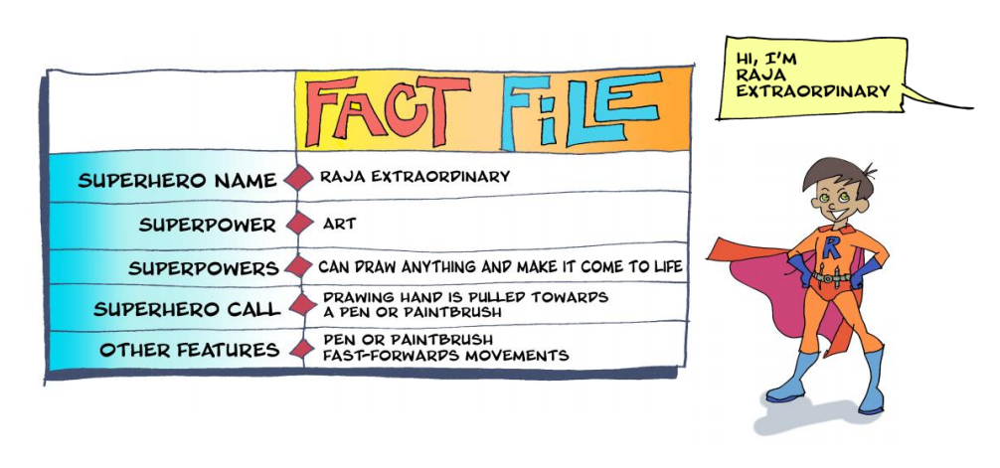 FACT FILE
SUPERHERO NAME RAJA EXTRAORDINARY
SUPERPOWER ART
SUPERPOWERS CAN DRAW ANYTHING AND MAKE IT COME TO LIFE
SUPERHERO CALL DRAWING HAND IS PULLED TOWARDS
A PEN OR PAINTBRUSH
OTHER FEATURES PEN OR PAINTBRUSH
FAST-FORWARDS MOVEMENTS
HI, I'M
RAJA
EXTRAORDINARY
R